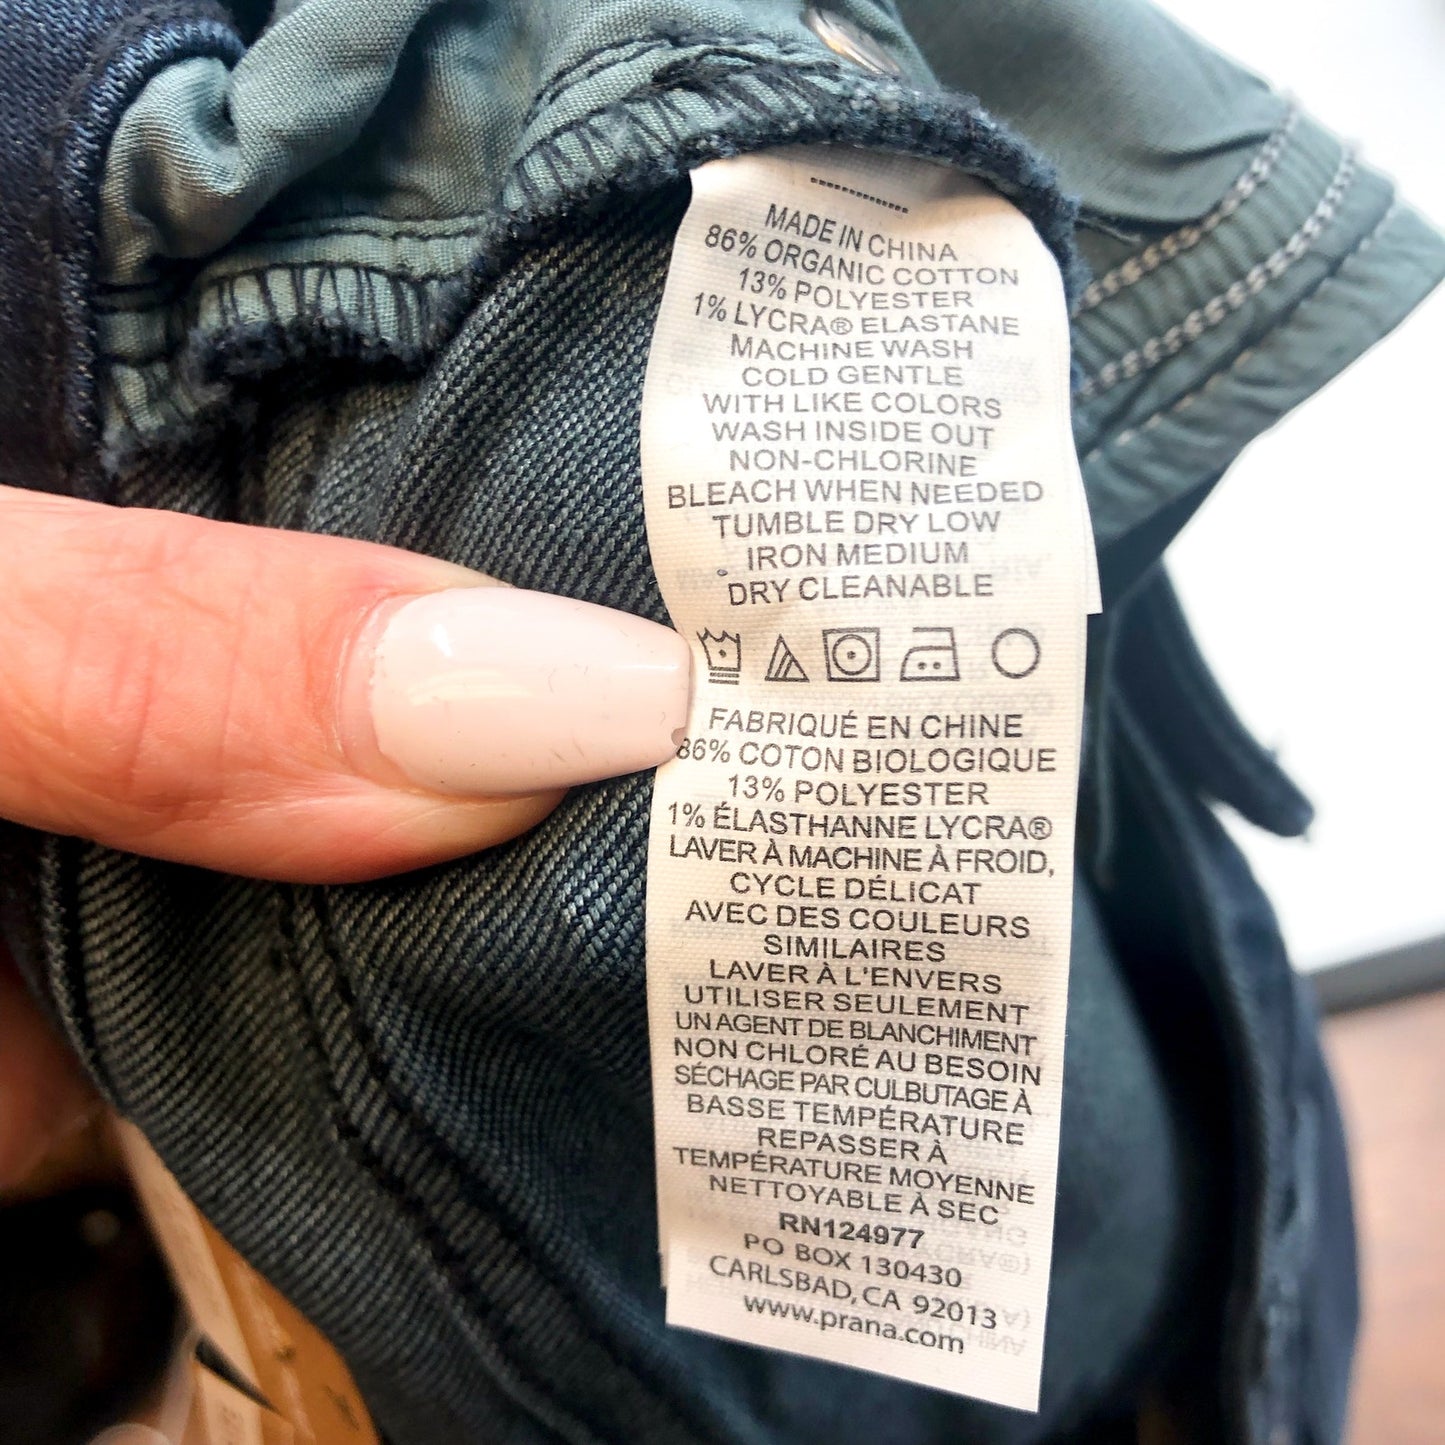 MADE IN CHINA
86% ORGANIC COTTON
13% POLYESTER
1% LYCRA® ELASTANE
MACHINE WASH
COLD GENTLE
WITH LIKE COLORS
WASH INSIDE OUT
NON-CHLORINE
BLEACH WHEN NEEDED
TUMBLE DRY LOW
IRON MEDIUM
DRY CLEANABLE
FABRIQUÉ EN CHINE
86% COTON BIOLOGIQUE
13% POLYESTER
1% ÉLASTHANNE LYCRA®
LAVER À MACHINE À FROID,
CYCLE DÉLICAT
AVEC DES COULEURS
SIMILAIRES
LAVER À L'ENVERS
UTILISER SEULEMENT
UN AGENT DE BLANCHIMENT
NON CHLORÉ AU BESOIN
SÉCHAGE PAR CULBUTAGE À
BASSE TEMPÉRATURE
REPASSER À
TEMPÉRATURE MOYENNE
NETTOYABLE À SEC
RN124977
PO BOX 130430
CARLSBAD, CA 92013
www.prana.com